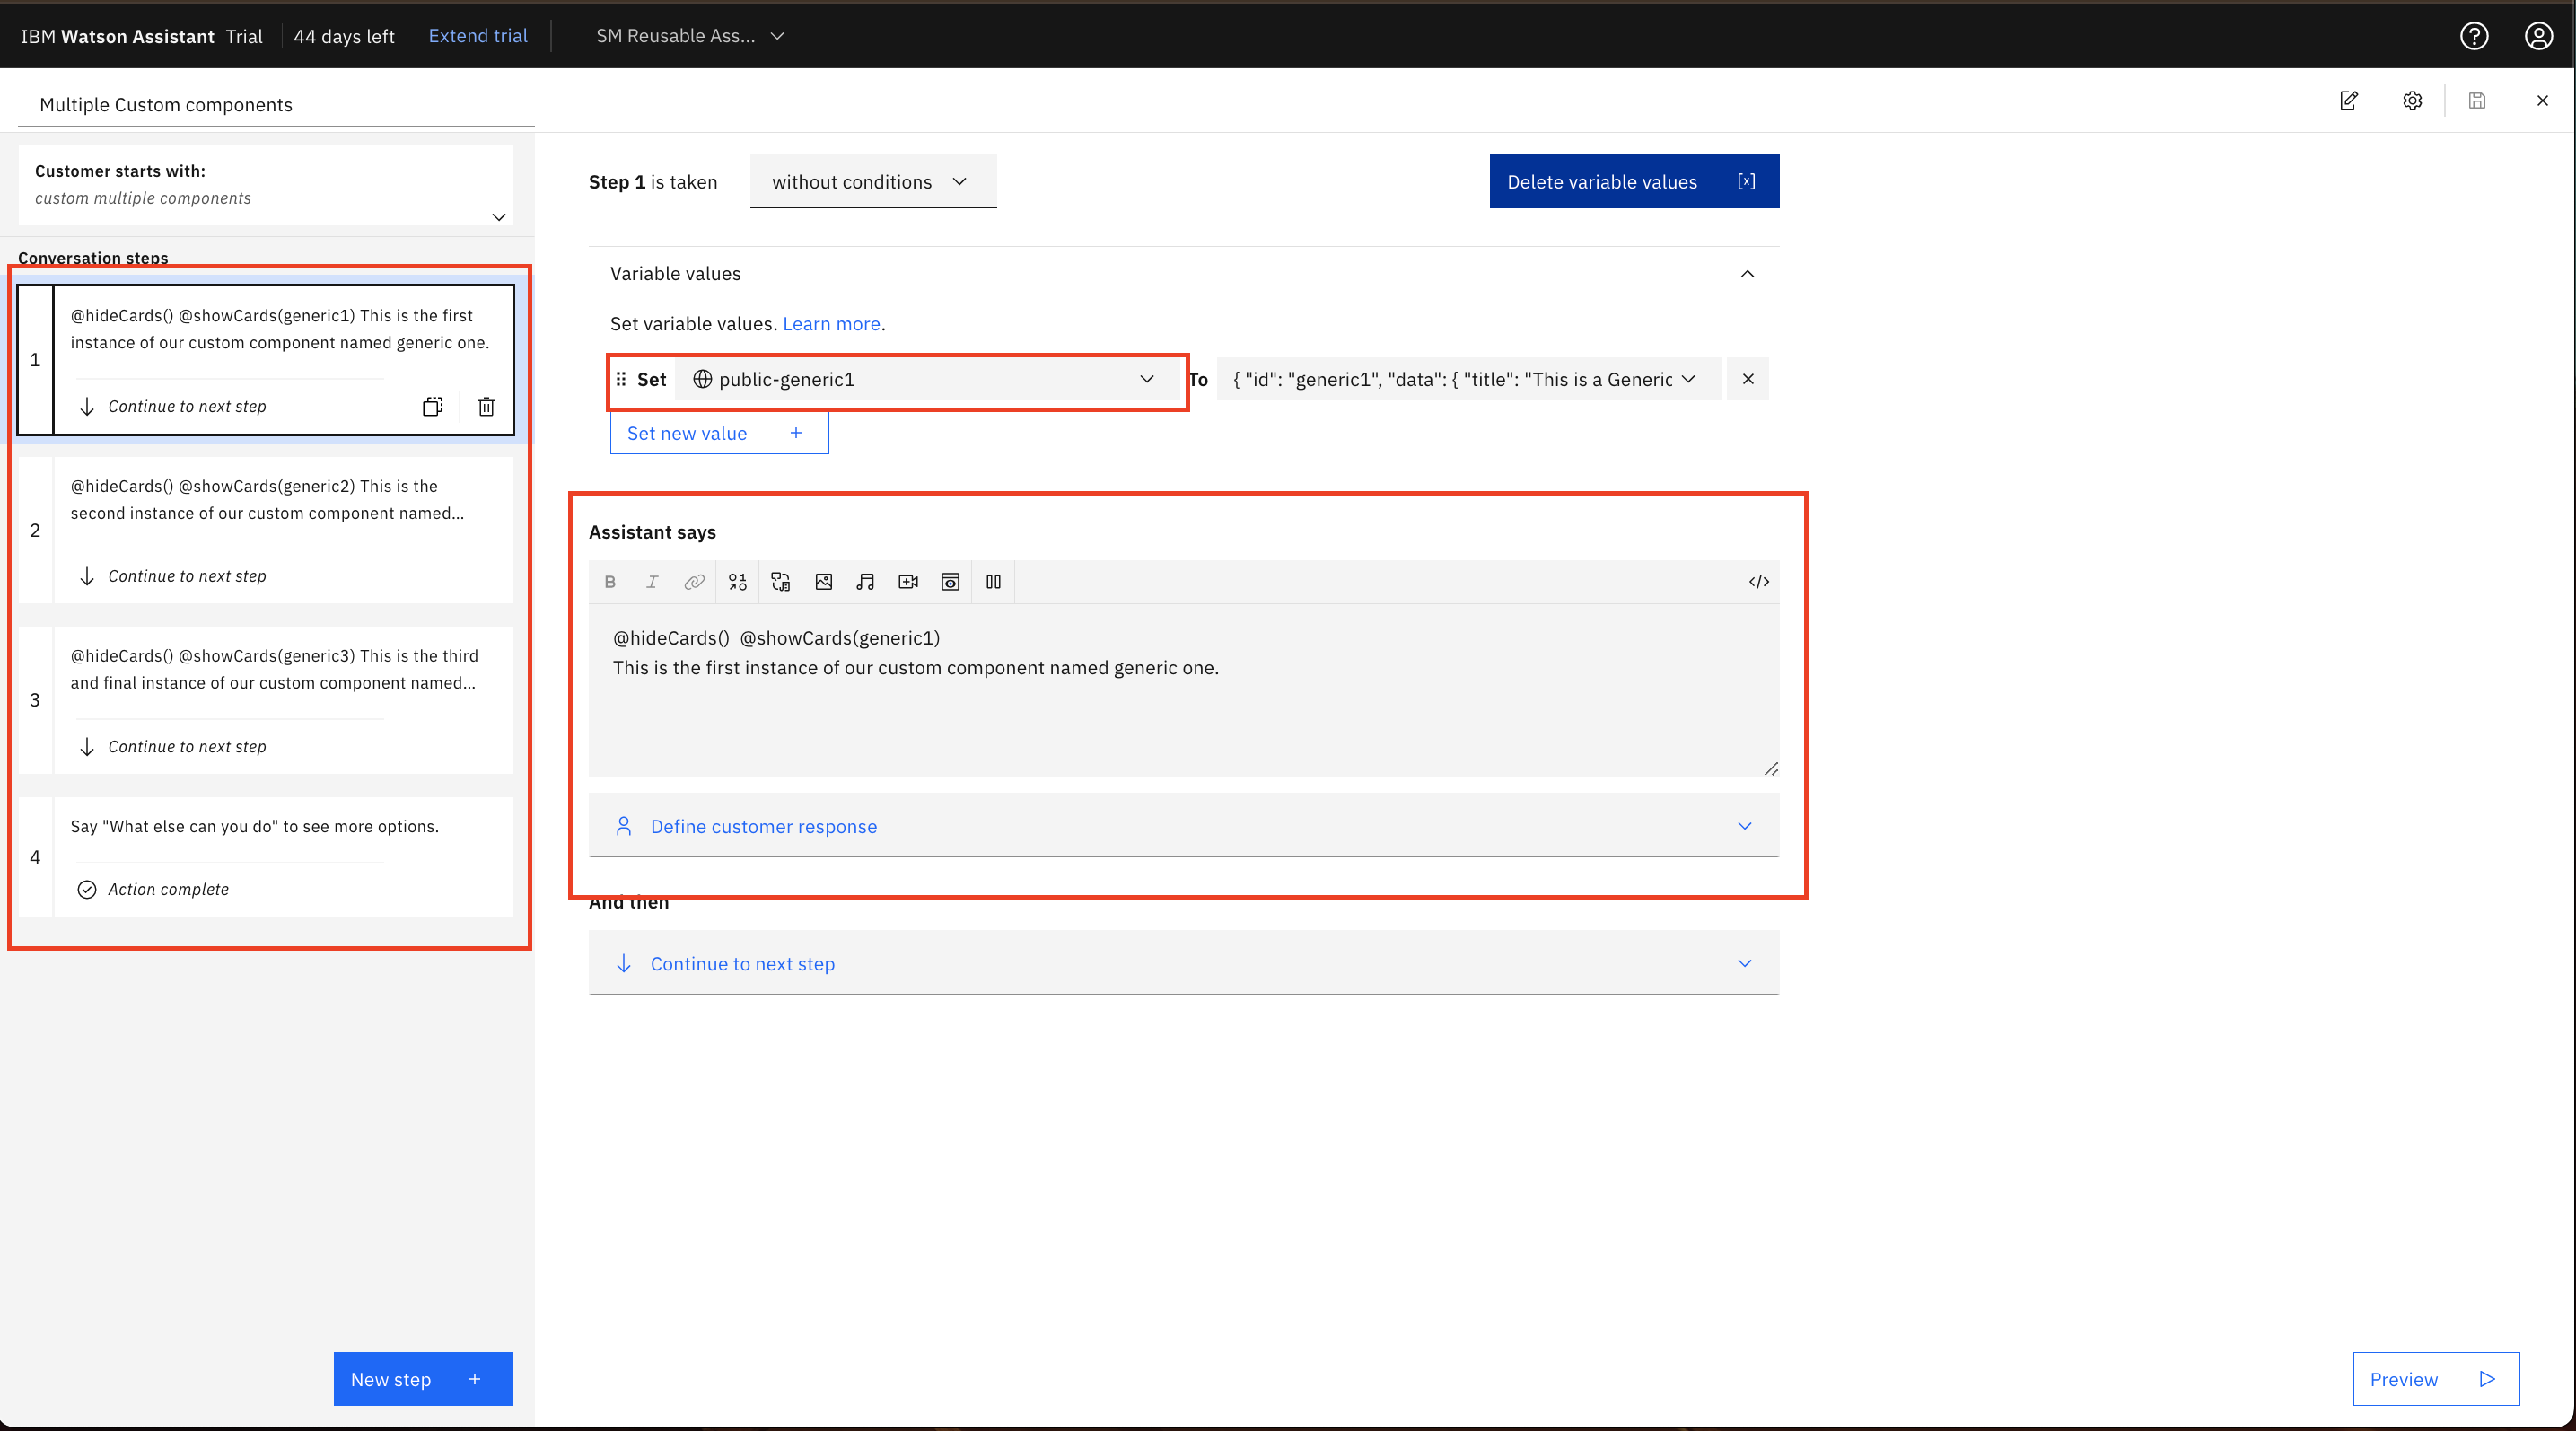 IBM Watson Assistant Trial 44 days left Extend trial SM Reusable Ass...
Multiple Custom components
Customer starts with:
custom multiple components
Conversation steps
1
@hideCards() @showCards(generic1) This is the first
instance of our custom component named generic one.
Continue to next step
2
@hideCards() @showCards(generic2) This is the
second instance of our custom component named...
Continue to next step
3
@hideCards() @showCards(generic3) This is the third
and final instance of our custom component named...
Continue to next step
4
Say "What else can you do" to see more options.
Action complete
New step +
Step 1 is taken without conditions Delete variable values [x]
Variable values
Set variable values. Learn more.
Set public-generic1 To { "id": "generic1", "data": { "title": "This is a Generic
Set new value +
Assistant says
B I </>
@hideCards() @showCards(generic1)
This is the first instance of our custom component named generic one.
Define customer response
And then
Continue to next step
Preview